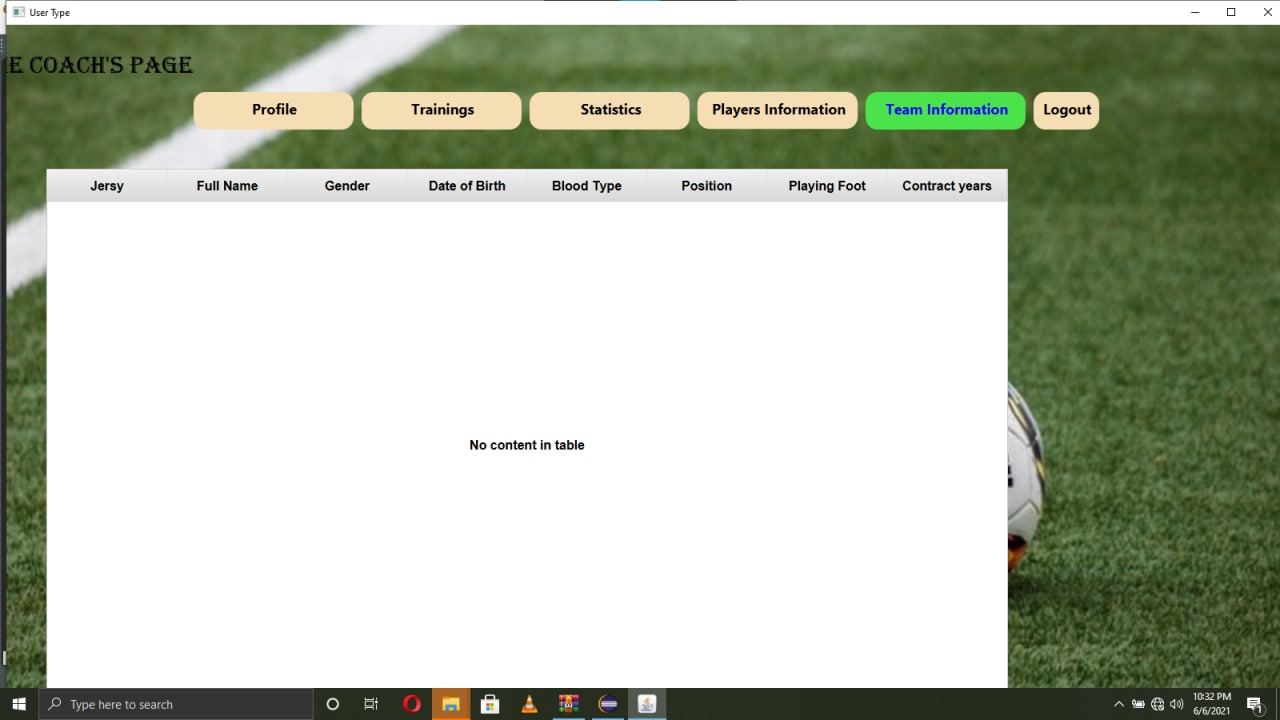 User Type
E COACH'S PAGE
Profile Trainings Statistics Players Information Team Information Logout
Jersy Full Name Gender Date of Birth Blood Type Position Playing Foot Contract years
No content in table
Type here to search
10:32 PM
6/6/2021
1